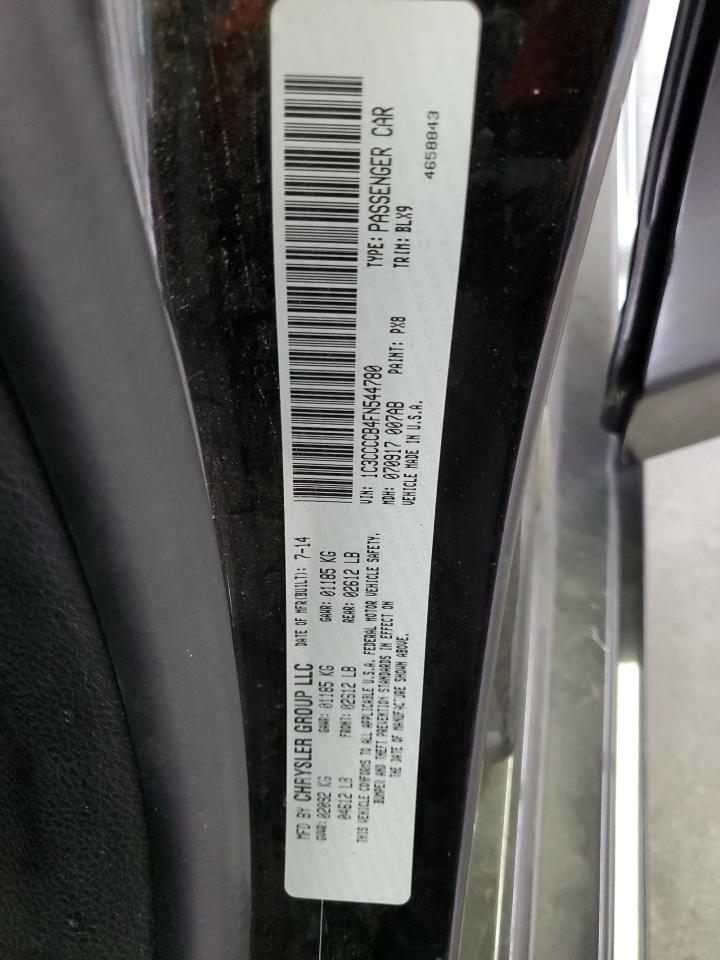 MFD BY CHRYSLER GROUP LLC DATE OF MFR(BUILT): 7-14
GVWR: 02092 KG GAWR: 01185 KG GAWR: 01185 KG
04612 LB FRONT: 02612 LB REAR: 02612 LB
THIS VEHICLE CONFORMS TO ALL APPLICABLE U.S.A. FEDERAL MOTOR VEHICLE SAFETY,
BUMPER AND THEFT PREVENTION STANDARDS IN EFFECT ON
THE DATE OF MANUFACTURE SHOWN ABOVE.
VIN: 1C3CCCCB4FN544780 TYPE: PASSENGER CAR
MDH: 070917 007AB PAINT: PX8 TRIM: BLX9
VEHICLE MADE IN U.S.A.
4658843